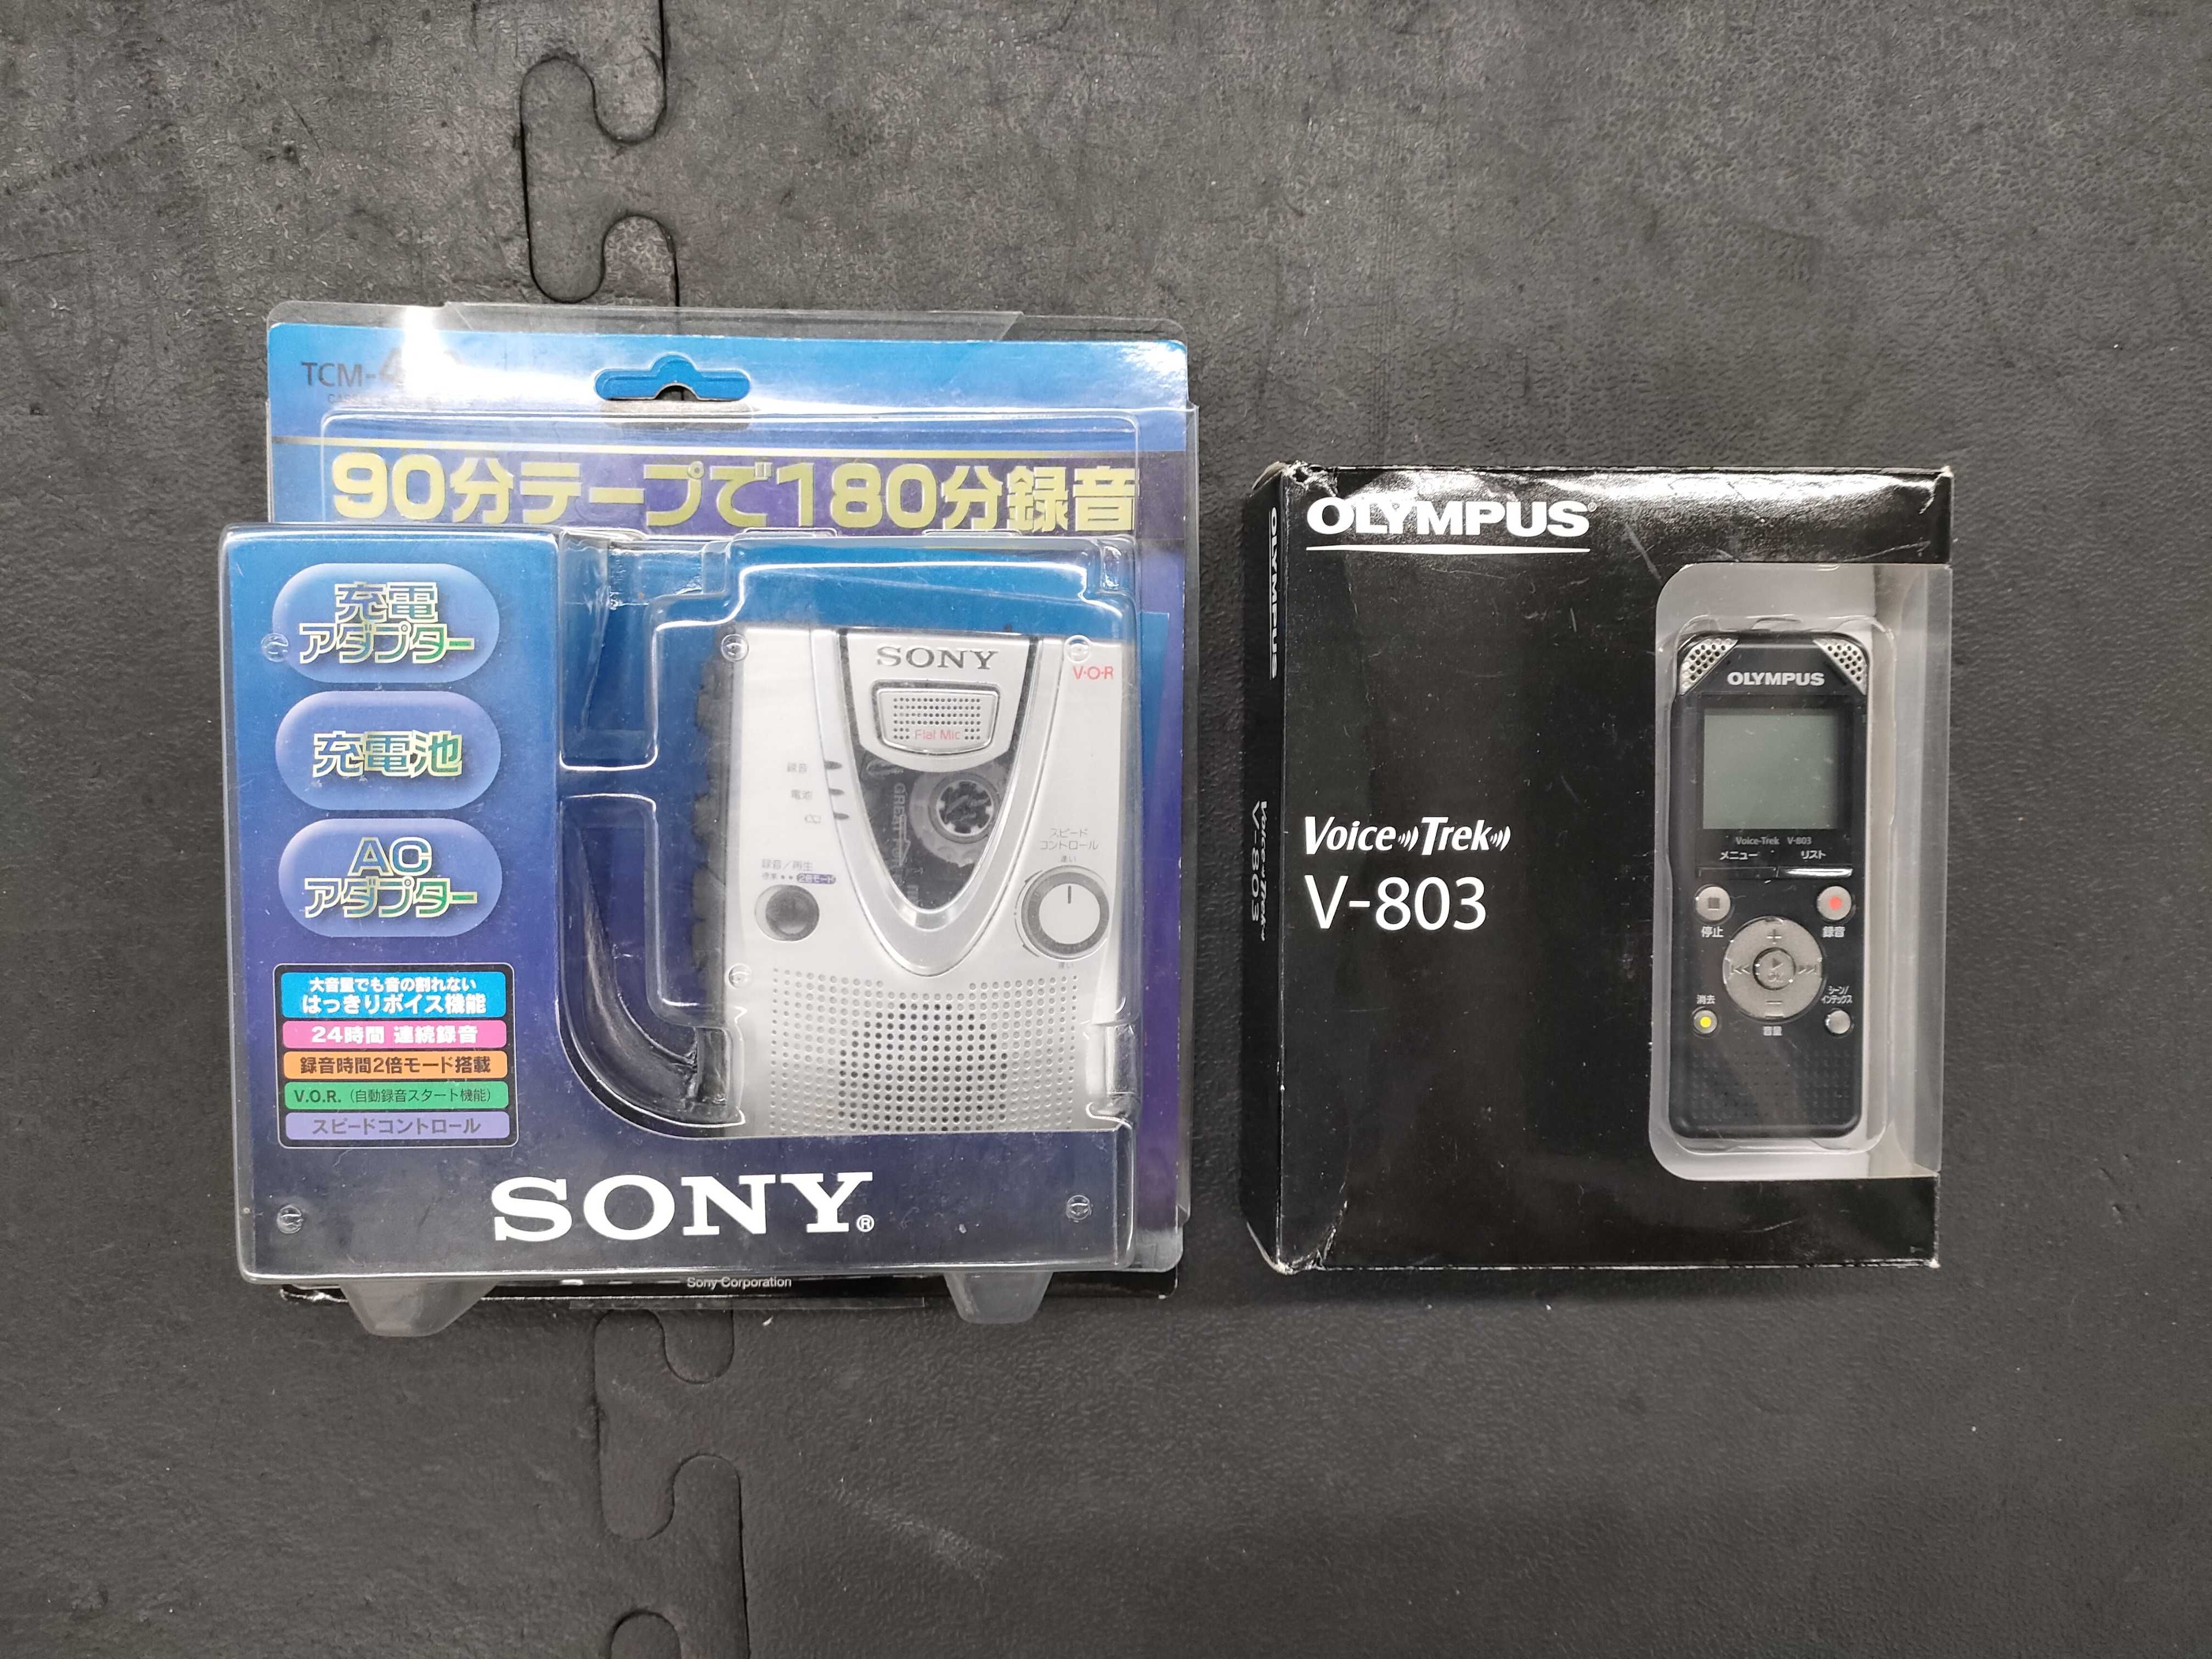 TCM-
90分テープで180分録音
充電
アダプター
充電池
AC
アダプター
大音量でも音の割れない
はっきりボイス機能
24時間 連続録音
録音時間2倍モード搭載
V.O.R.（自動録音スタート機能）
スピードコントロール
SONY
V・O・R
Flat Mic
録音
電池
スピード
コントロール
速い
録音/再生
標準 2倍モード
遅い
SONY®
Sony Corporation
OLYMPUS
Voice-Trek
V-803
OLYMPUS®
Voice Trek
V-803
OLYMPUS
Voice-Trek V-803
メニュー リスト
停止 録音
消去
シーン/
インデックス
音量